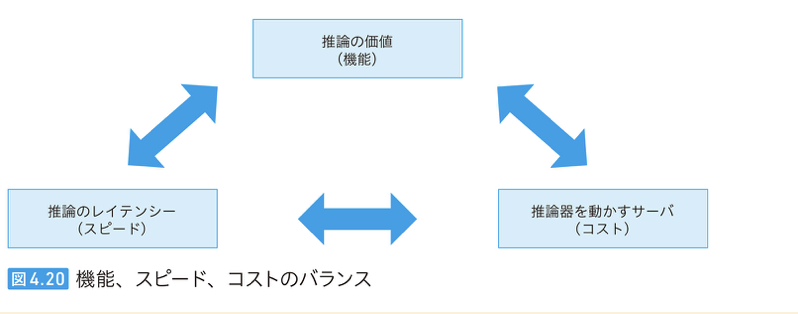 推論の価値
（機能）
推論のレイテンシー
（スピード）
推論器を動かすサーバ
（コスト）
図4.20 機能、スピード、コストのバランス